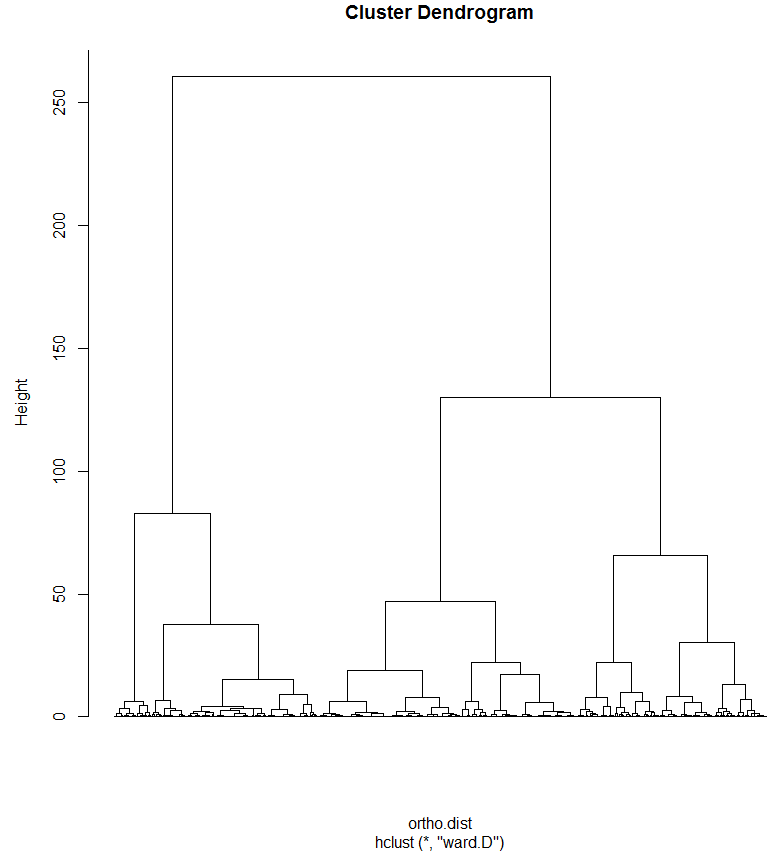 Cluster Dendrogram
Height
250
200
150
100
50
0
ortho.dist
hclust (*, "ward.D")